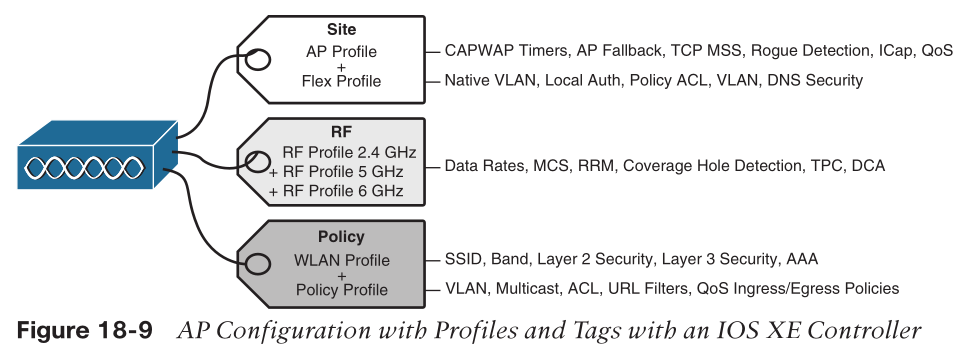 Site
AP Profile
+
Flex Profile
CAPWAP Timers, AP Fallback, TCP MSS, Rogue Detection, ICap, QoS
Native VLAN, Local Auth, Policy ACL, VLAN, DNS Security
RF
RF Profile 2.4 GHz
+ RF Profile 5 GHz
+ RF Profile 6 GHz
Data Rates, MCS, RRM, Coverage Hole Detection, TPC, DCA
Policy
WLAN Profile
+
Policy Profile
SSID, Band, Layer 2 Security, Layer 3 Security, AAA
VLAN, Multicast, ACL, URL Filters, QoS Ingress/Egress Policies
Figure 18-9 AP Configuration with Profiles and Tags with an IOS XE Controller